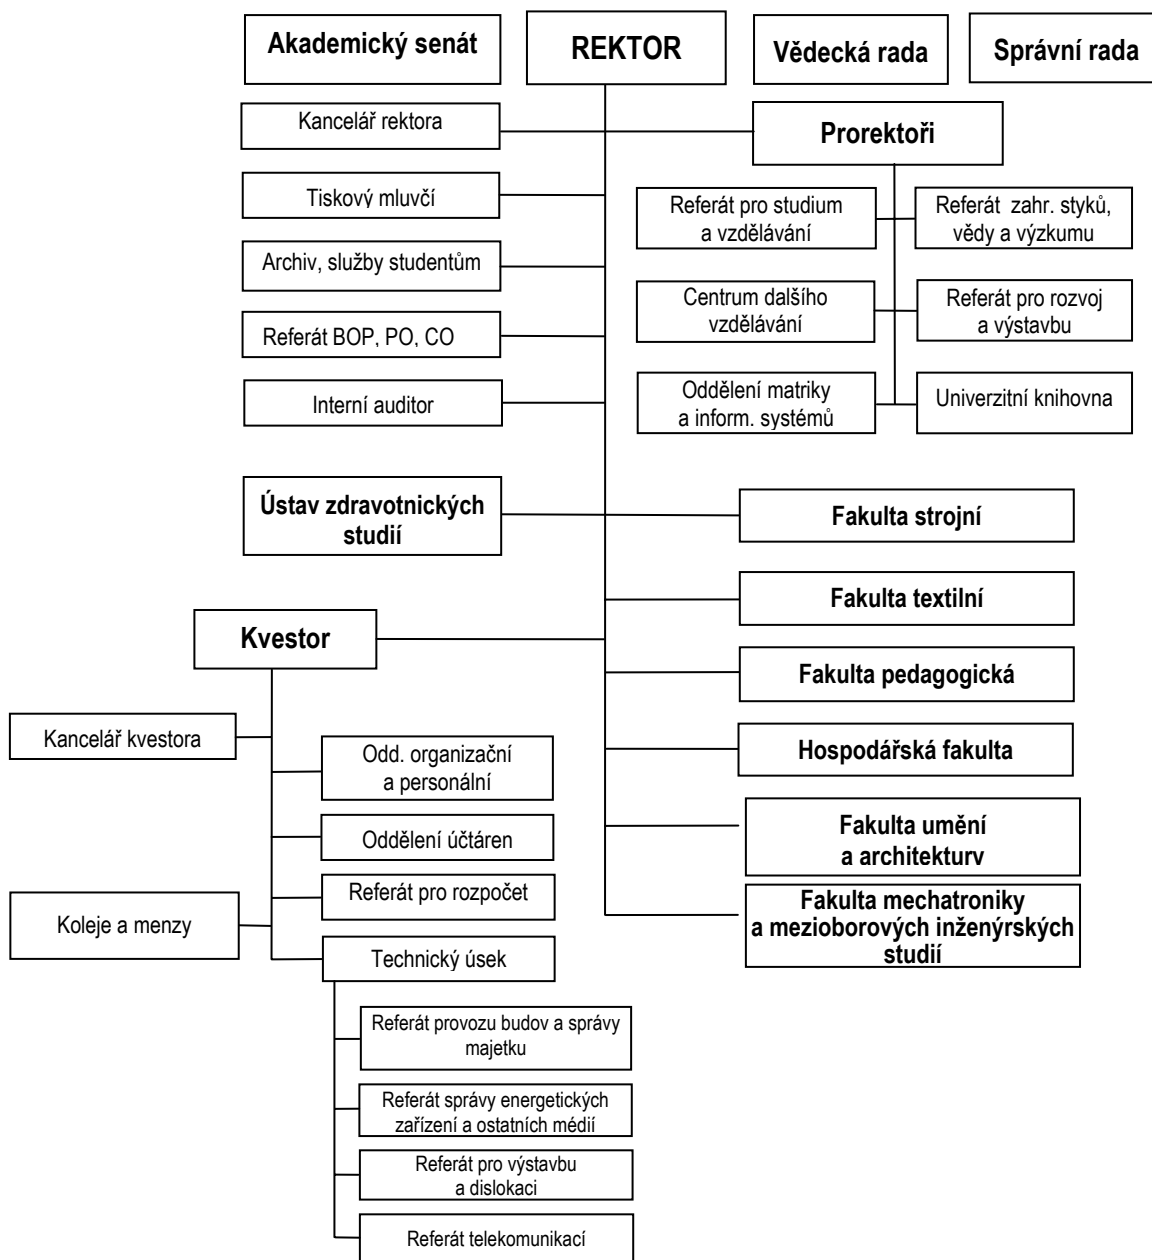 Akademický senát
REKTOR
Vědecká rada
Správní rada
Kancelář rektora
Prorektoři
Tiskový mluvčí
Referát pro studium
a vzdělávání
Referát zahr. styků,
vědy a výzkumu
Archiv, služby studentům
Centrum dalšího
vzdělávání
Referát pro rozvoj
a výstavbu
Referát BOP, PO, CO
Interní auditor
Oddělení matriky
a inform. systémů
Univerzitní knihovna
Ústav zdravotnických
studií
Fakulta strojní
Fakulta textilní
Kvestor
Fakulta pedagogická
Kancelář kvestora
Odd. organizační
a personální
Hospodářská fakulta
Oddělení účtáren
Fakulta umění
a architektury
Referát pro rozpočet
Koleje a menzy
Fakulta mechatroniky
a mezioborových inženýrských
studií
Technický úsek
Referát provozu budov a správy
majetku
Referát správy energetických
zařízení a ostatních médií
Referát pro výstavbu
a dislokaci
Referát telekomunikací